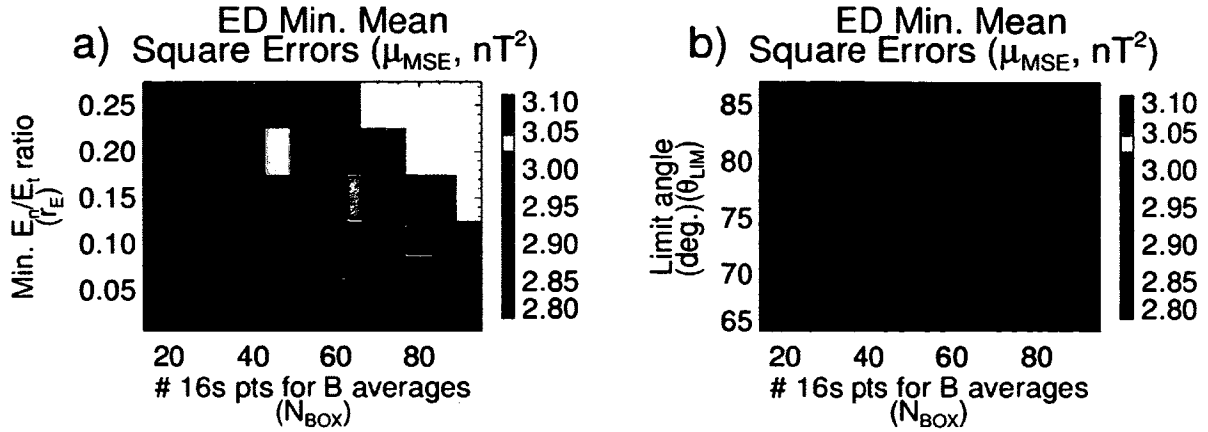 a) ED Min. Mean
Square Errors (μMSE, nT²)
Min. En/Et ratio
(rE)
0.25
0.20
0.15
0.10
0.05
20 40 60 80
# 16s pts for B averages
(NBOX)
3.10
3.05
3.00
2.95
2.90
2.85
2.80
b) ED Min. Mean
Square Errors (μMSE, nT²)
Limit angle
(deg.)(θLIM)
85
80
75
70
65
20 40 60 80
# 16s pts for B averages
(NBOX)
3.10
3.05
3.00
2.95
2.90
2.85
2.80